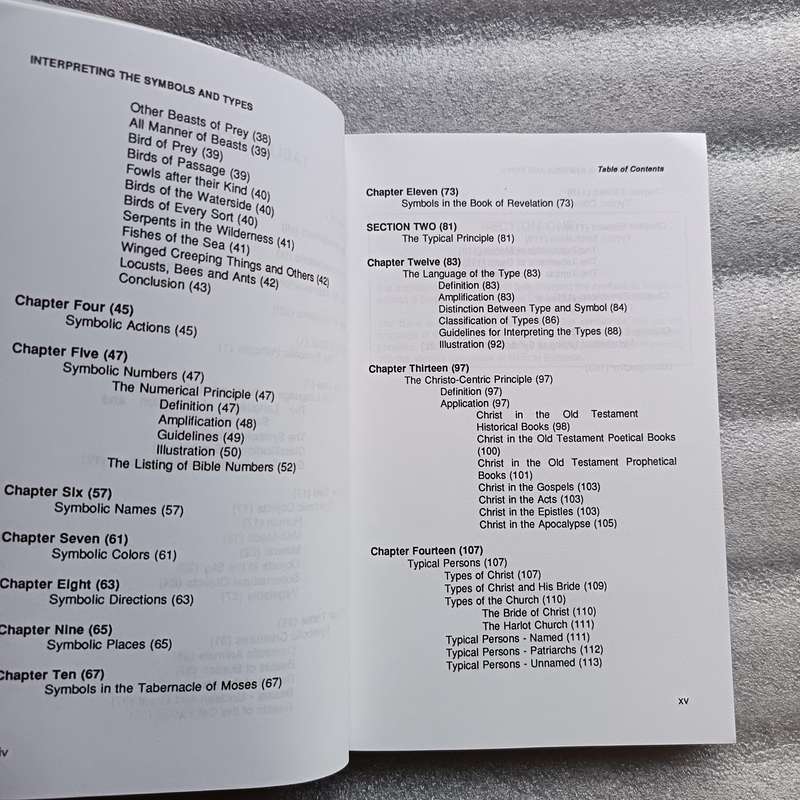 INTERPRETING THE SYMBOLS AND TYPES
Other Beasts of Prey (38)
All Manner of Beasts (39)
Bird of Prey (39)
Birds of Passage (39)
Fowls after their Kind (40)
Birds of the Waterside (40)
Birds of Every Sort (40)
Serpents in the Wilderness (41)
Fishes of the Sea (41)
Winged Creeping Things and Others (42)
Locusts, Bees and Ants (42)
Conclusion (43)
Chapter Four (45)
Symbolic Actions (45)
Chapter Five (47)
Symbolic Numbers (47)
The Numerical Principle (47)
Definition (47)
Amplification (48)
Guidelines (49)
Illustration (50)
The Listing of Bible Numbers (52)
Chapter Six (57)
Symbolic Names (57)
Chapter Seven (61)
Symbolic Colors (61)
Chapter Eight (63)
Symbolic Directions (63)
Chapter Nine (65)
Symbolic Places (65)
Chapter Ten (67)
Symbols in the Tabernacle of Moses (67)
iv
Table of Contents
Chapter Eleven (73)
Symbols in the Book of Revelation (73)
SECTION TWO (81)
The Typical Principle (81)
Chapter Twelve (83)
The Language of the Type (83)
Definition (83)
Amplification (83)
Distinction Between Type and Symbol (84)
Classification of Types (86)
Guidelines for Interpreting the Types (88)
Illustration (92)
Chapter Thirteen (97)
The Christo-Centric Principle (97)
Definition (97)
Application (97)
Christ in the Old Testament
Historical Books (98)
Christ in the Old Testament Poetical Books
(100)
Christ in the Old Testament Prophetical
Books (101)
Christ in the Gospels (103)
Christ in the Acts (103)
Christ in the Epistles (103)
Christ in the Apocalypse (105)
Chapter Fourteen (107)
Typical Persons (107)
Types of Christ (107)
Types of Christ and His Bride (109)
Types of the Church (110)
The Bride of Christ (110)
The Harlot Church (111)
Typical Persons - Named (111)
Typical Persons - Patriarchs (112)
Typical Persons - Unnamed (113)
xv